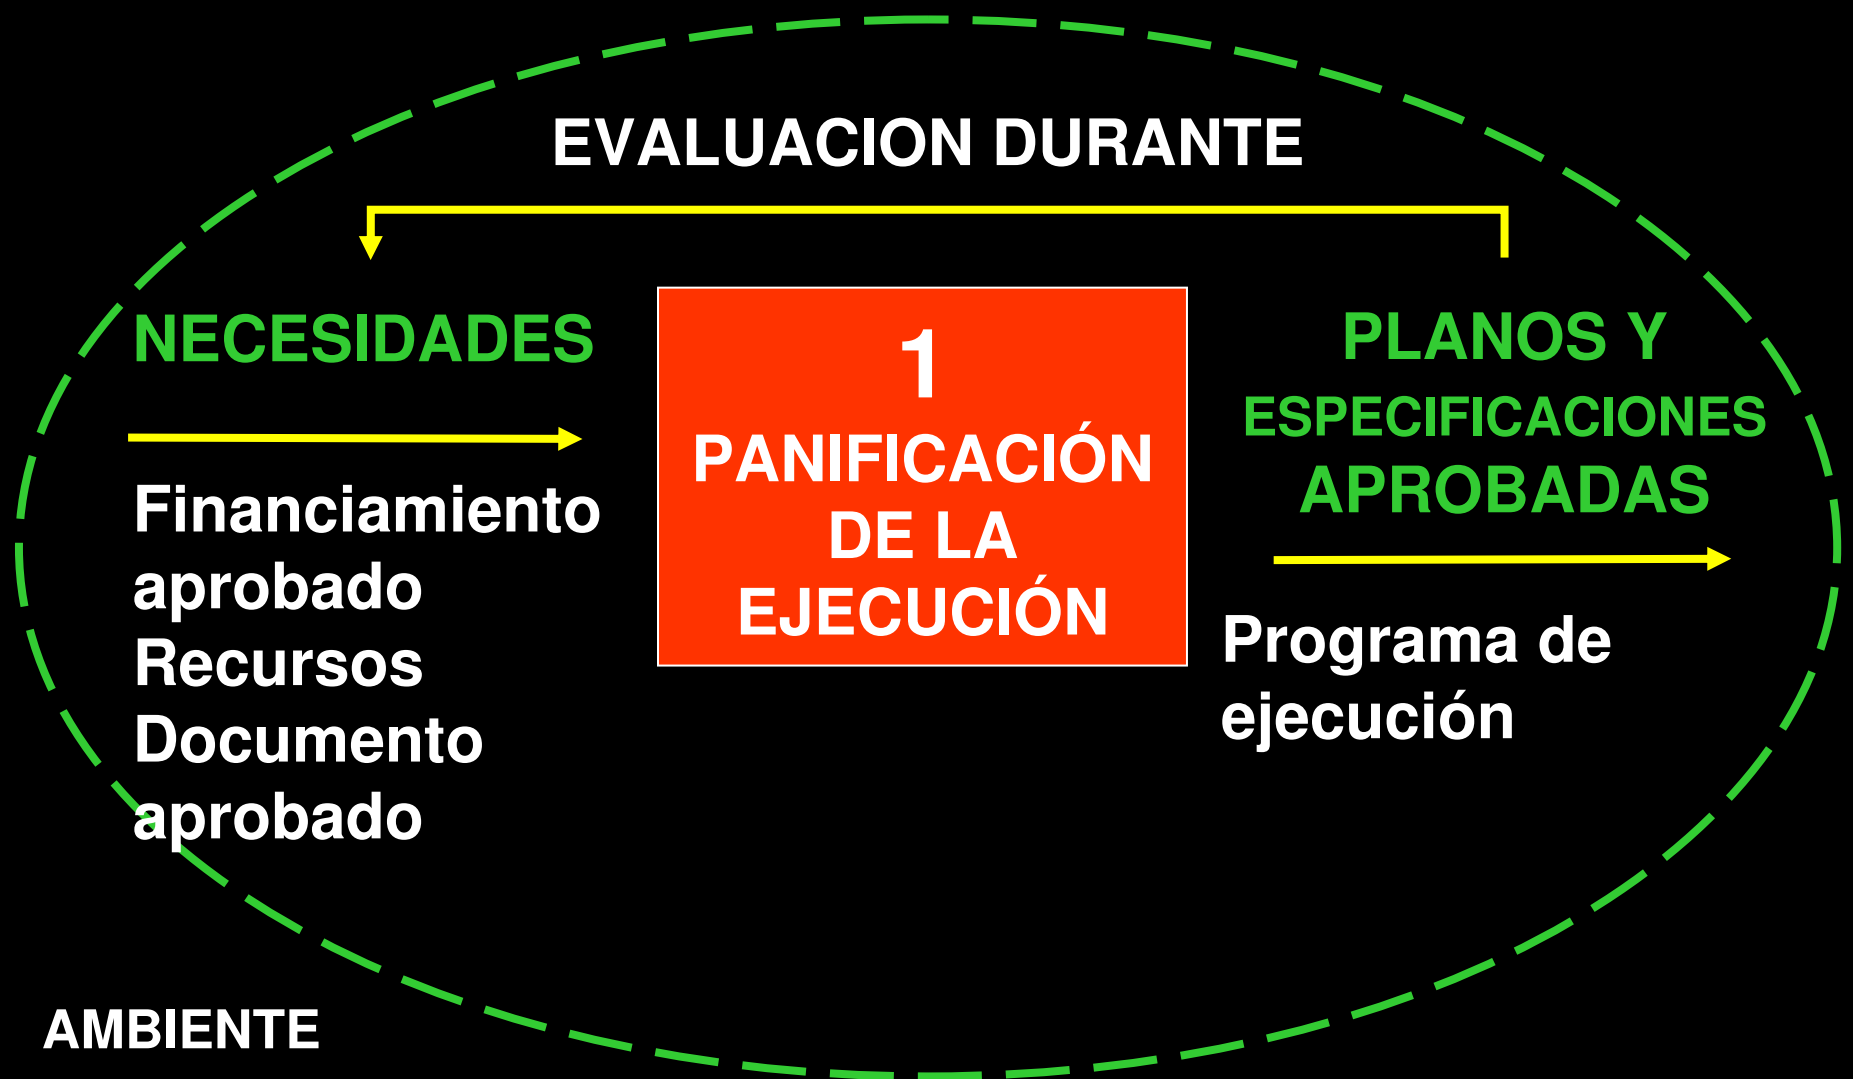 EVALUACION DURANTE
NECESIDADES
Financiamiento
aprobado
Recursos
Documento
aprobado
1
PANIFICACIÓN
DE LA
EJECUCIÓN
PLANOS Y
ESPECIFICACIONES
APROBADAS
Programa de
ejecución
AMBIENTE